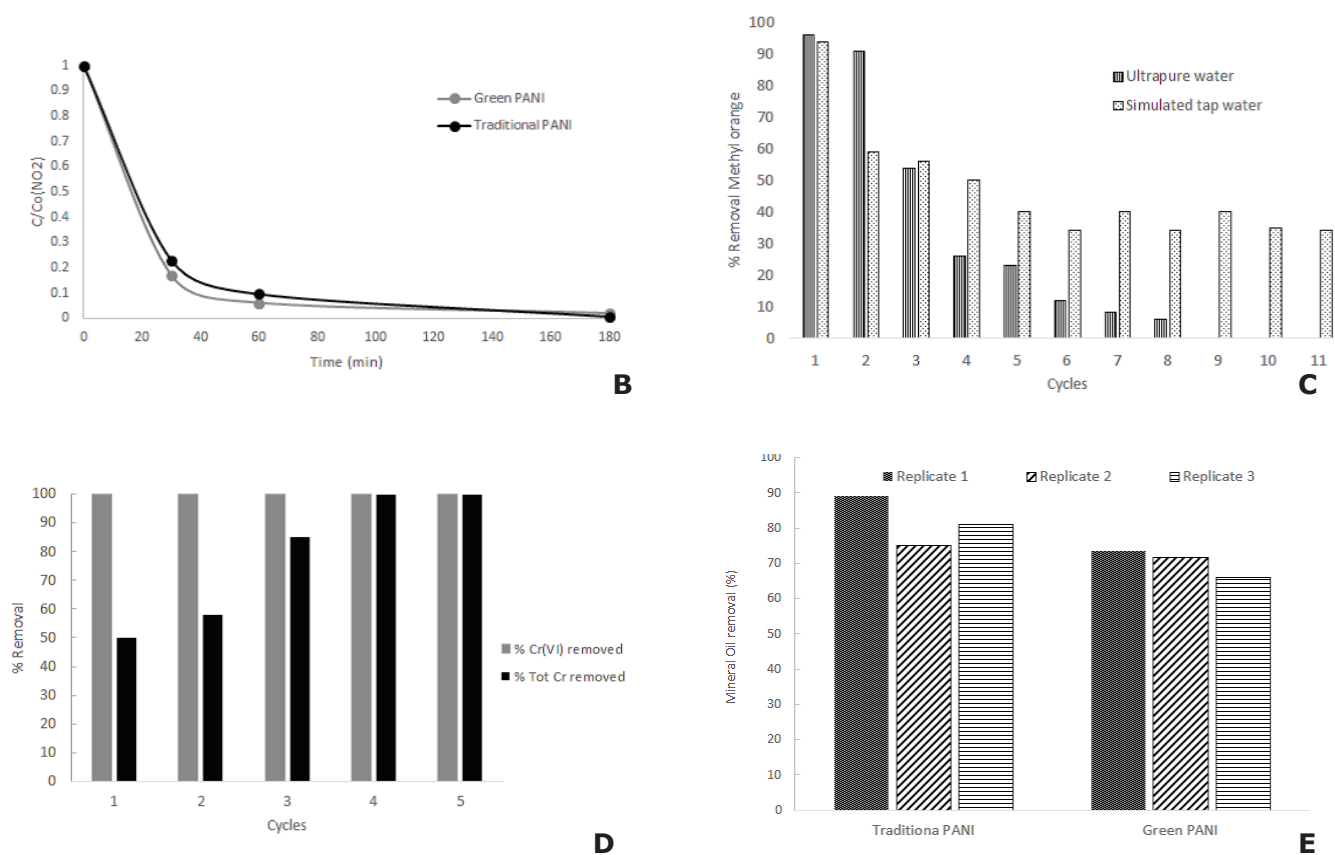 1
0.9
0.8
0.7
0.6
0.5
0.4
0.3
0.2
0.1
0
C/Co(NO2)
Green PANI
Traditional PANI
0 20 40 60 80 100 120 140 160 180
Time (min)
B
100
90
80
70
60
50
40
30
20
10
0
% Removal Methyl orange
Ultrapure water
Simulated tap water
1 2 3 4 5 6 7 8 9 10 11
Cycles
C
100
90
80
70
60
50
40
30
20
10
0
% Removal
% Cr(VI) removed
% Tot Cr removed
1 2 3 4 5
Cycles
D
100
90
80
70
60
50
40
30
20
10
0
Mineral Oil removal (%)
Replicate 1 Replicate 2 Replicate 3
Traditiona PANI Green PANI
E